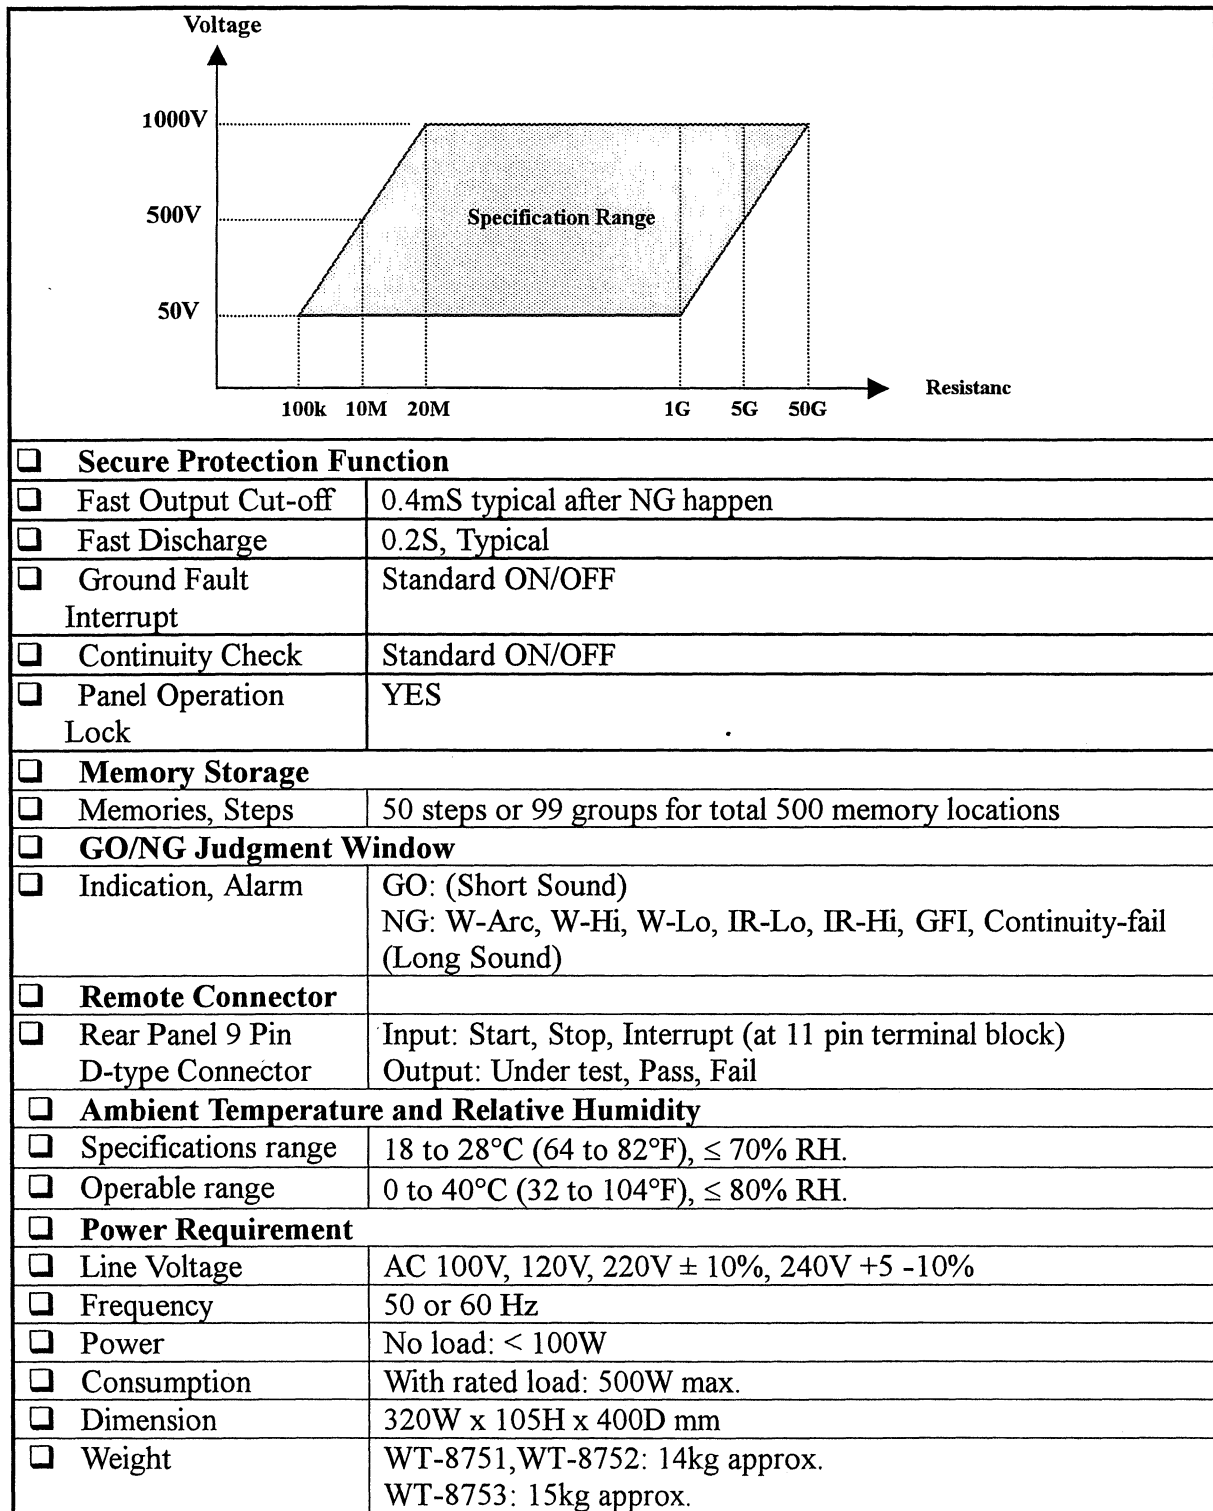 Voltage
1000V
500V
Specification Range
50V
Resistanc
100k 10M 20M 1G 5G 50G
❑ Secure Protection Function
❑ Fast Output Cut-off 0.4mS typical after NG happen
❑ Fast Discharge 0.2S, Typical
❑ Ground Fault Standard ON/OFF
Interrupt
❑ Continuity Check Standard ON/OFF
❑ Panel Operation YES
Lock
❑ Memory Storage
❑ Memories, Steps 50 steps or 99 groups for total 500 memory locations
❑ GO/NG Judgment Window
❑ Indication, Alarm GO: (Short Sound)
NG: W-Arc, W-Hi, W-Lo, IR-Lo, IR-Hi, GFI, Continuity-fail
(Long Sound)
❑ Remote Connector
❑ Rear Panel 9 Pin Input: Start, Stop, Interrupt (at 11 pin terminal block)
D-type Connector Output: Under test, Pass, Fail
❑ Ambient Temperature and Relative Humidity
❑ Specifications range 18 to 28°C (64 to 82°F), ≤ 70% RH.
❑ Operable range 0 to 40°C (32 to 104°F), ≤ 80% RH.
❑ Power Requirement
❑ Line Voltage AC 100V, 120V, 220V ± 10%, 240V +5 -10%
❑ Frequency 50 or 60 Hz
❑ Power No load: < 100W
❑ Consumption With rated load: 500W max.
❑ Dimension 320W x 105H x 400D mm
❑ Weight WT-8751,WT-8752: 14kg approx.
WT-8753: 15kg approx.